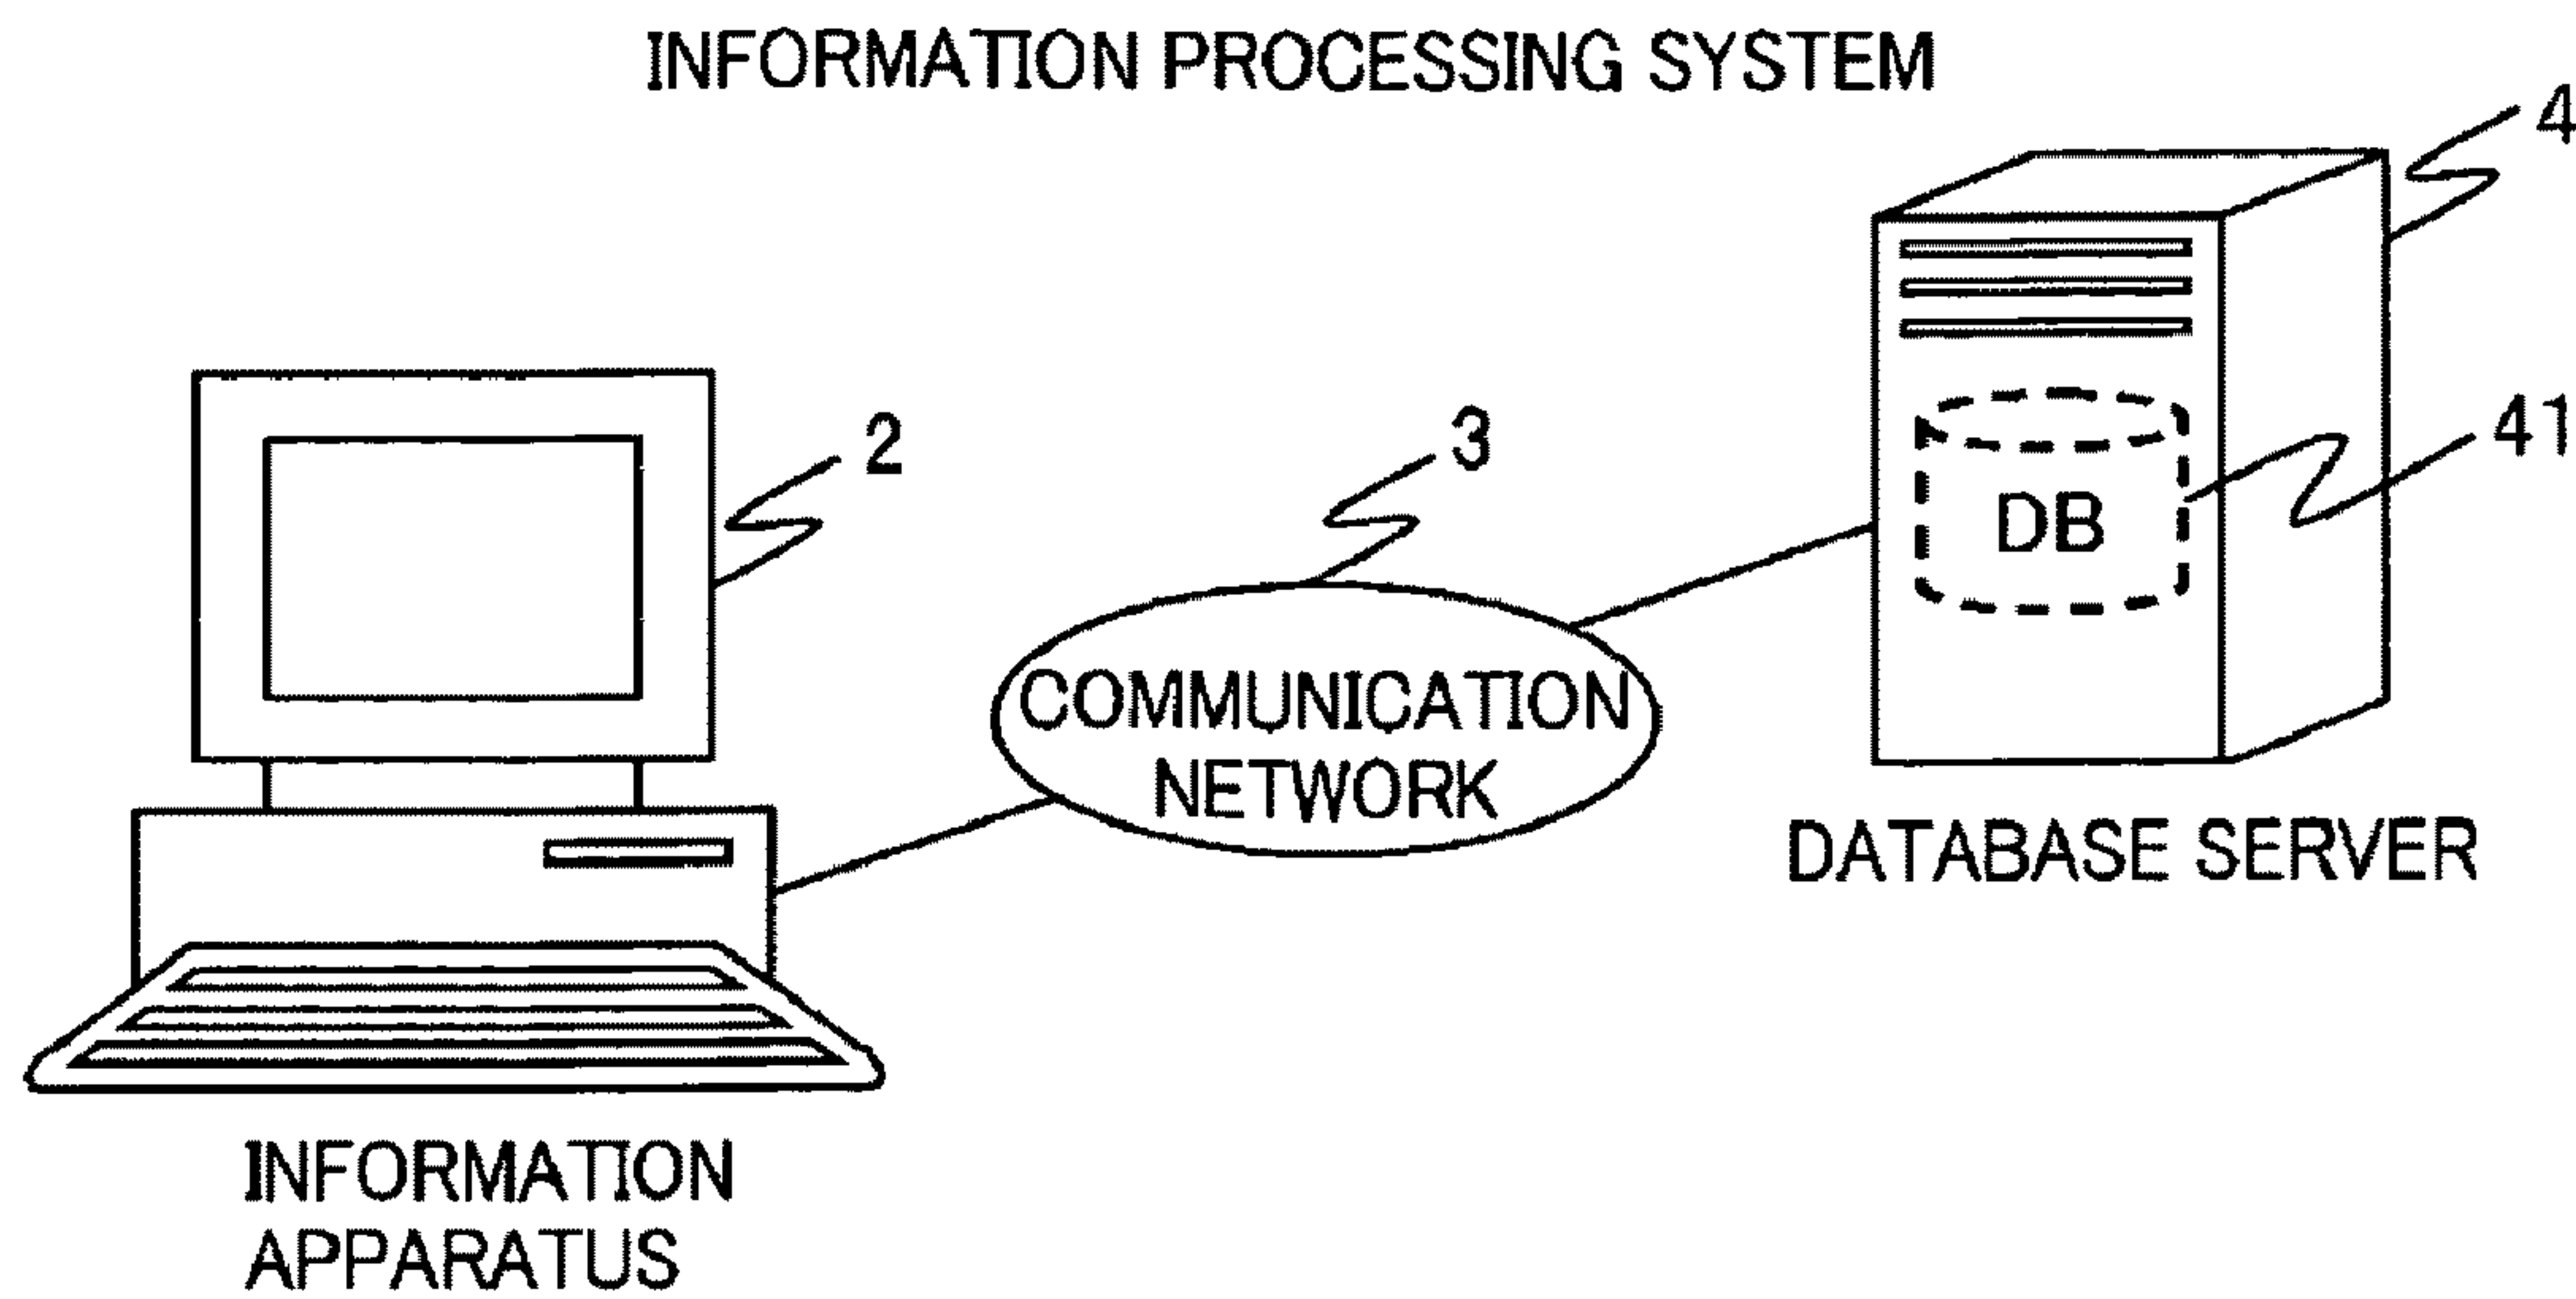 INFORMATION PROCESSING SYSTEM
4
2
3
41
DB
COMMUNICATION
NETWORK
DATABASE SERVER
INFORMATION
APPARATUS